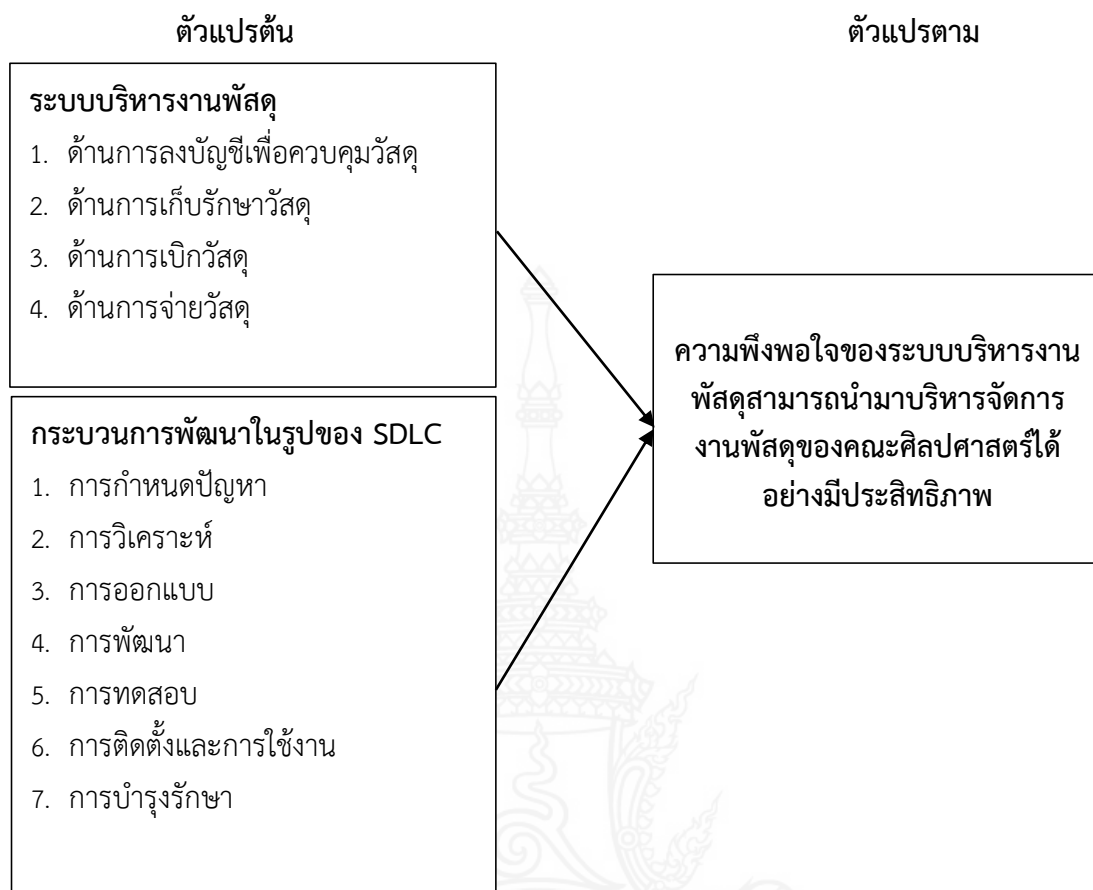 ตัวแปรต้น
ตัวแปรตาม
ระบบบริหารงานพัสดุ
1. ด้านการลงบัญชีเพื่อควบคุมวัสดุ
2. ด้านการเก็บรักษาวัสดุ
3. ด้านการเบิกวัสดุ
4. ด้านการจ่ายวัสดุ
กระบวนการพัฒนาในรูปของ SDLC
1. การกำหนดปัญหา
2. การวิเคราะห์
3. การออกแบบ
4. การพัฒนา
5. การทดสอบ
6. การติดตั้งและการใช้งาน
7. การบำรุงรักษา
ความพึงพอใจของระบบบริหารงาน
พัสดุสามารถนำมาบริหารจัดการ
งานพัสดุของคณะศิลปศาสตร์ได้
อย่างมีประสิทธิภาพ